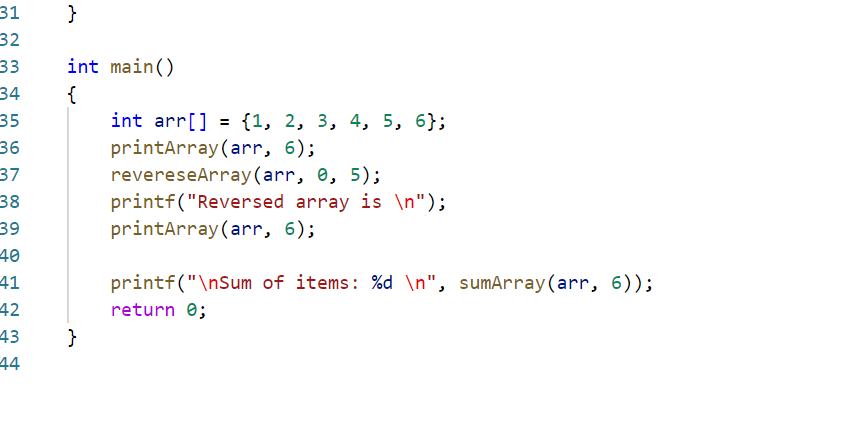 31 }
32
33 int main()
34 {
35 int arr[] = {1, 2, 3, 4, 5, 6};
36 printArray(arr, 6);
37 revereseArray(arr, 0, 5);
38 printf("Reversed array is \n");
39 printArray(arr, 6);
40
41 printf("\nSum of items: %d \n", sumArray(arr, 6));
42 return 0;
43 }
44